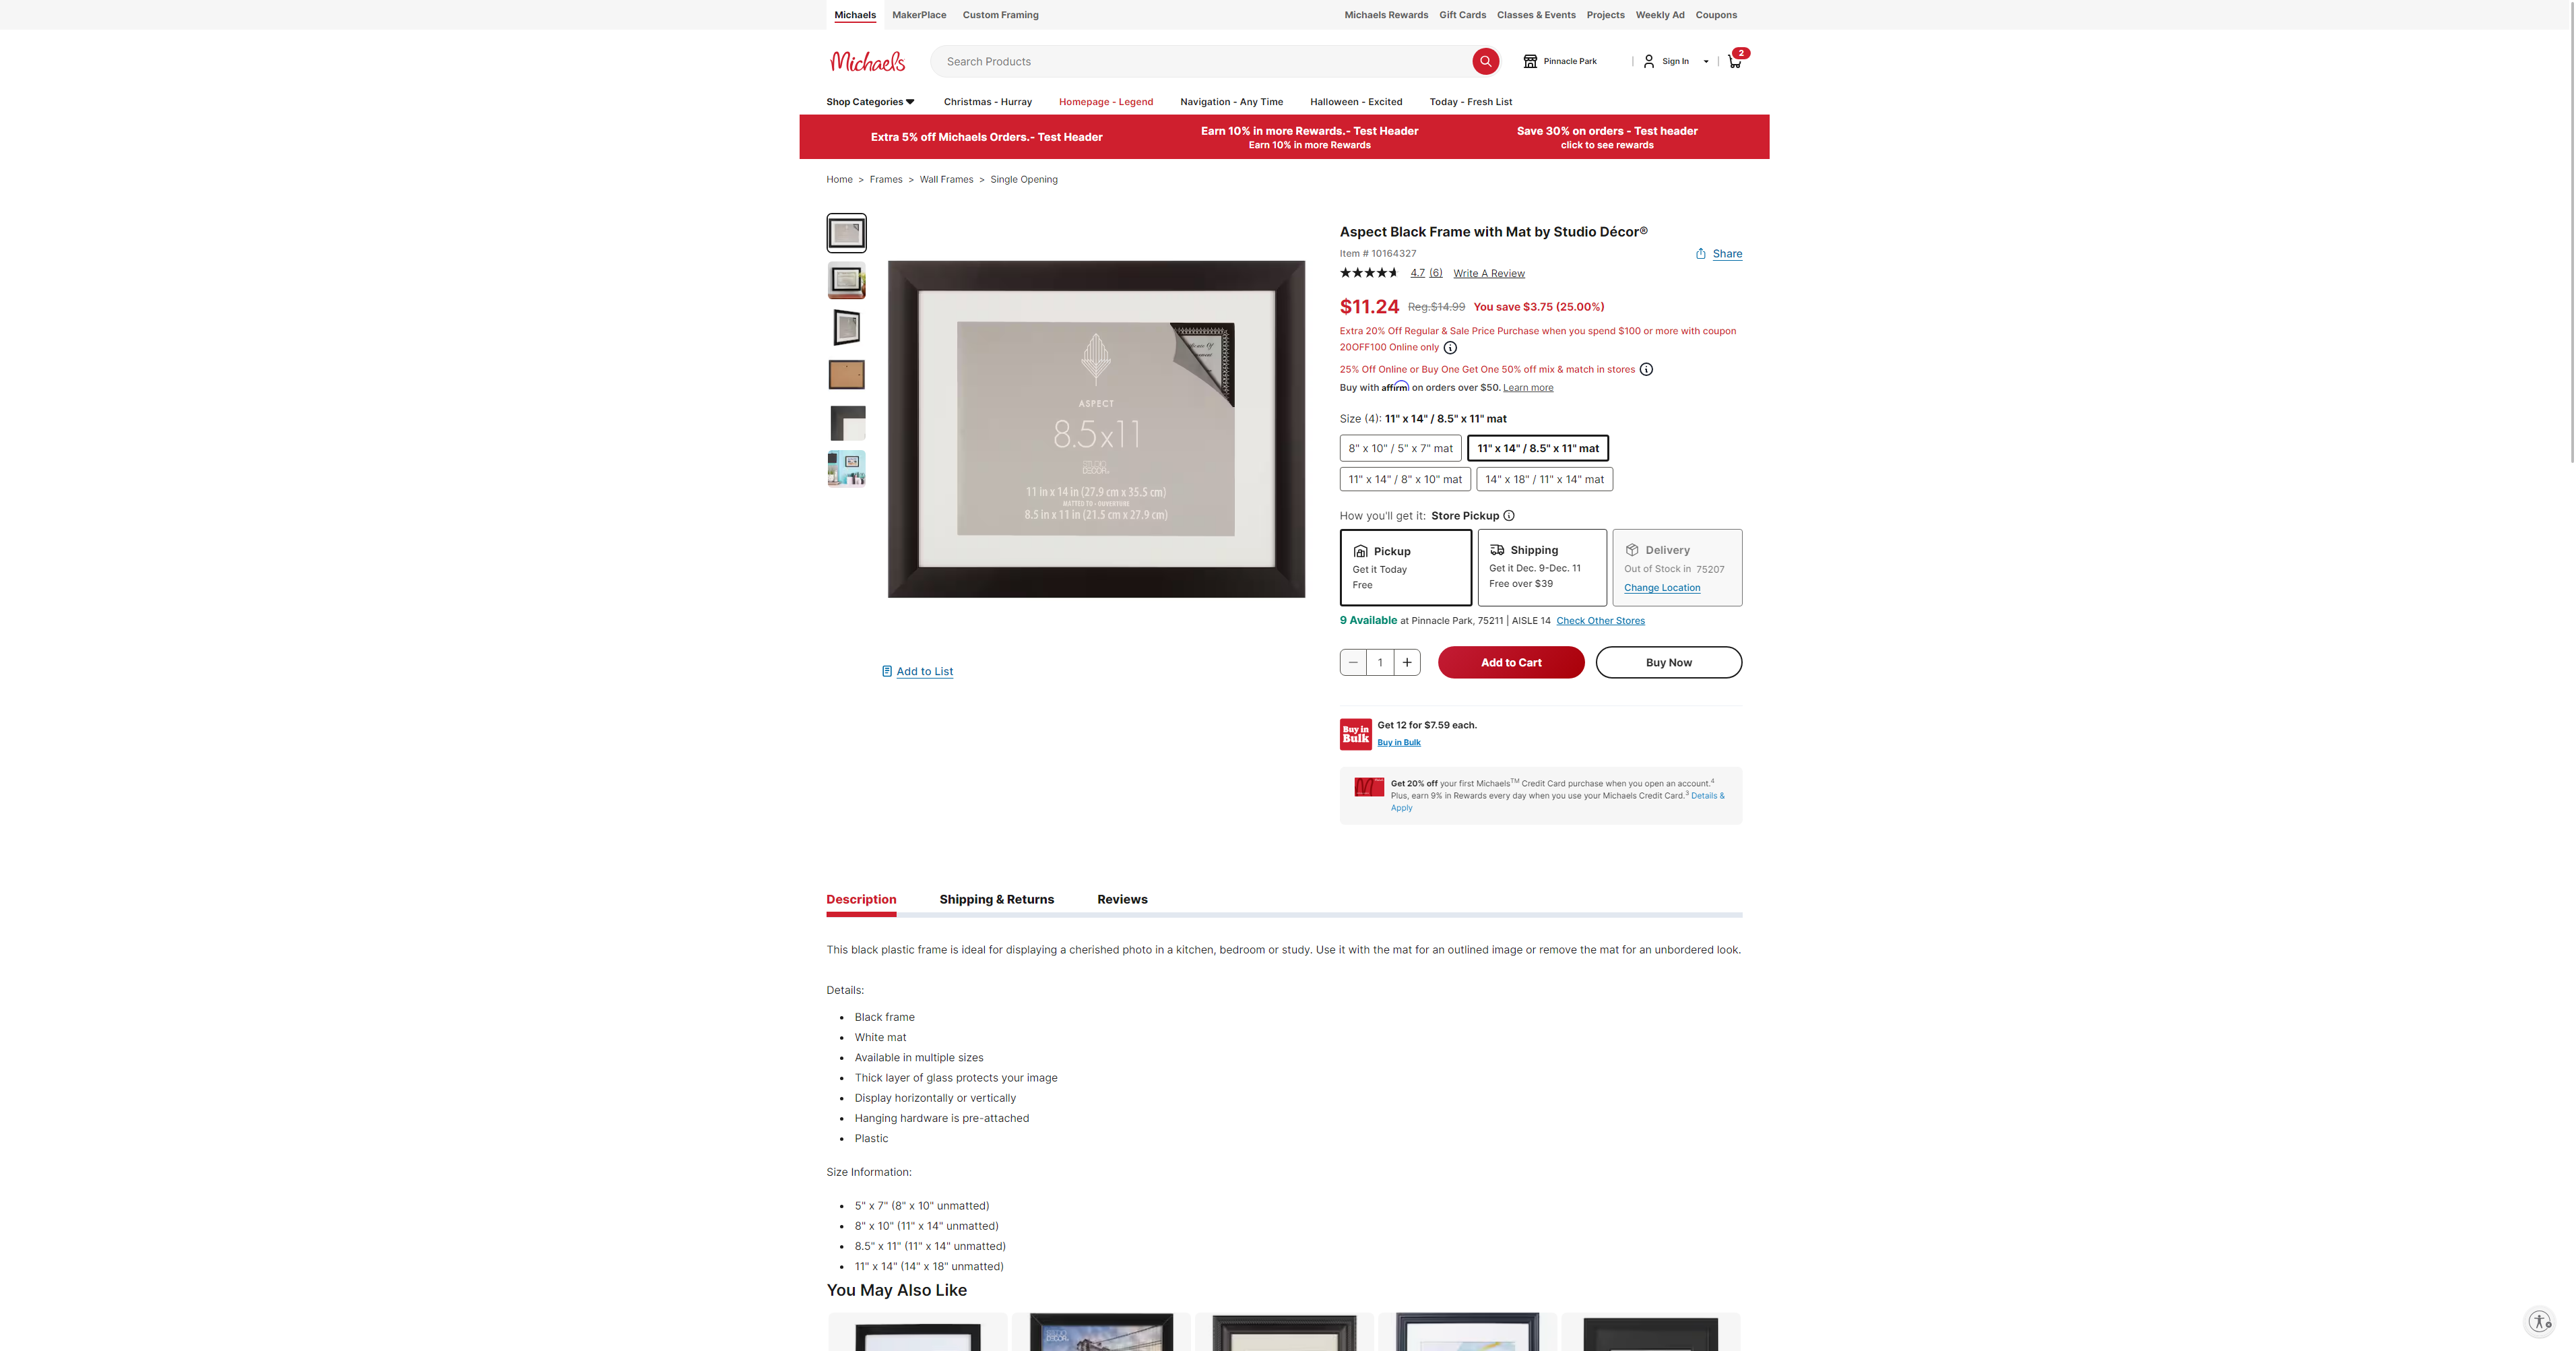 Michaels
MakerPlace
Custom Framing
Michaels Rewards
Gift Cards
Classes & Events
Projects
Weekly Ad
Coupons
Michaels
Search Products
Pinnacle Park
Sign In
2
Shop Categories
Christmas - Hurray
Homepage - Legend
Navigation - Any Time
Halloween - Excited
Today - Fresh List
Extra 5% off Michaels Orders.- Test Header
Earn 10% in more Rewards.- Test Header
Earn 10% in more Rewards
Save 30% on orders - Test header
click to see rewards
Home > Frames > Wall Frames > Single Opening
ASPECT
8.5x11
11 in x 14 in (27.9 cm x 35.5 cm)
8.5 in x 11 in (21.5 cm x 27.9 cm)
Add to List
Aspect Black Frame with Mat by Studio Décor®
Item # 10164327
Share
4.7 (6) Write A Review
$11.24 Reg.$14.99 You save $3.75 (25.00%)
Extra 20% Off Regular & Sale Price Purchase when you spend $100 or more with coupon
20OFF100 Online only
25% Off Online or Buy One Get One 50% off mix & match in stores
Buy with affirm on orders over $50. Learn more
Size (4): 11" x 14" / 8.5" x 11" mat
8" x 10" / 5" x 7" mat
11" x 14" / 8.5" x 11" mat
11" x 14" / 8" x 10" mat
14" x 18" / 11" x 14" mat
How you'll get it: Store Pickup
Pickup
Get it Today
Free
Shipping
Get it Dec. 9-Dec. 11
Free over $39
Delivery
Out of Stock in 75207
Change Location
9 Available at Pinnacle Park, 75211 | AISLE 14 Check Other Stores
1
Add to Cart
Buy Now
Buy in
Bulk
Get 12 for $7.59 each.
Buy in Bulk
Get 20% off your first Michaels™ Credit Card purchase when you open an account.4
Plus, earn 9% in Rewards every day when you use your Michaels Credit Card.3 Details &
Apply
Description
Shipping & Returns
Reviews
This black plastic frame is ideal for displaying a cherished photo in a kitchen, bedroom or study. Use it with the mat for an outlined image or remove the mat for an unbordered look.
Details:
Black frame
White mat
Available in multiple sizes
Thick layer of glass protects your image
Display horizontally or vertically
Hanging hardware is pre-attached
Plastic
Size Information:
5" x 7" (8" x 10" unmatted)
8" x 10" (11" x 14" unmatted)
8.5" x 11" (11" x 14" unmatted)
11" x 14" (14" x 18" unmatted)
You May Also Like